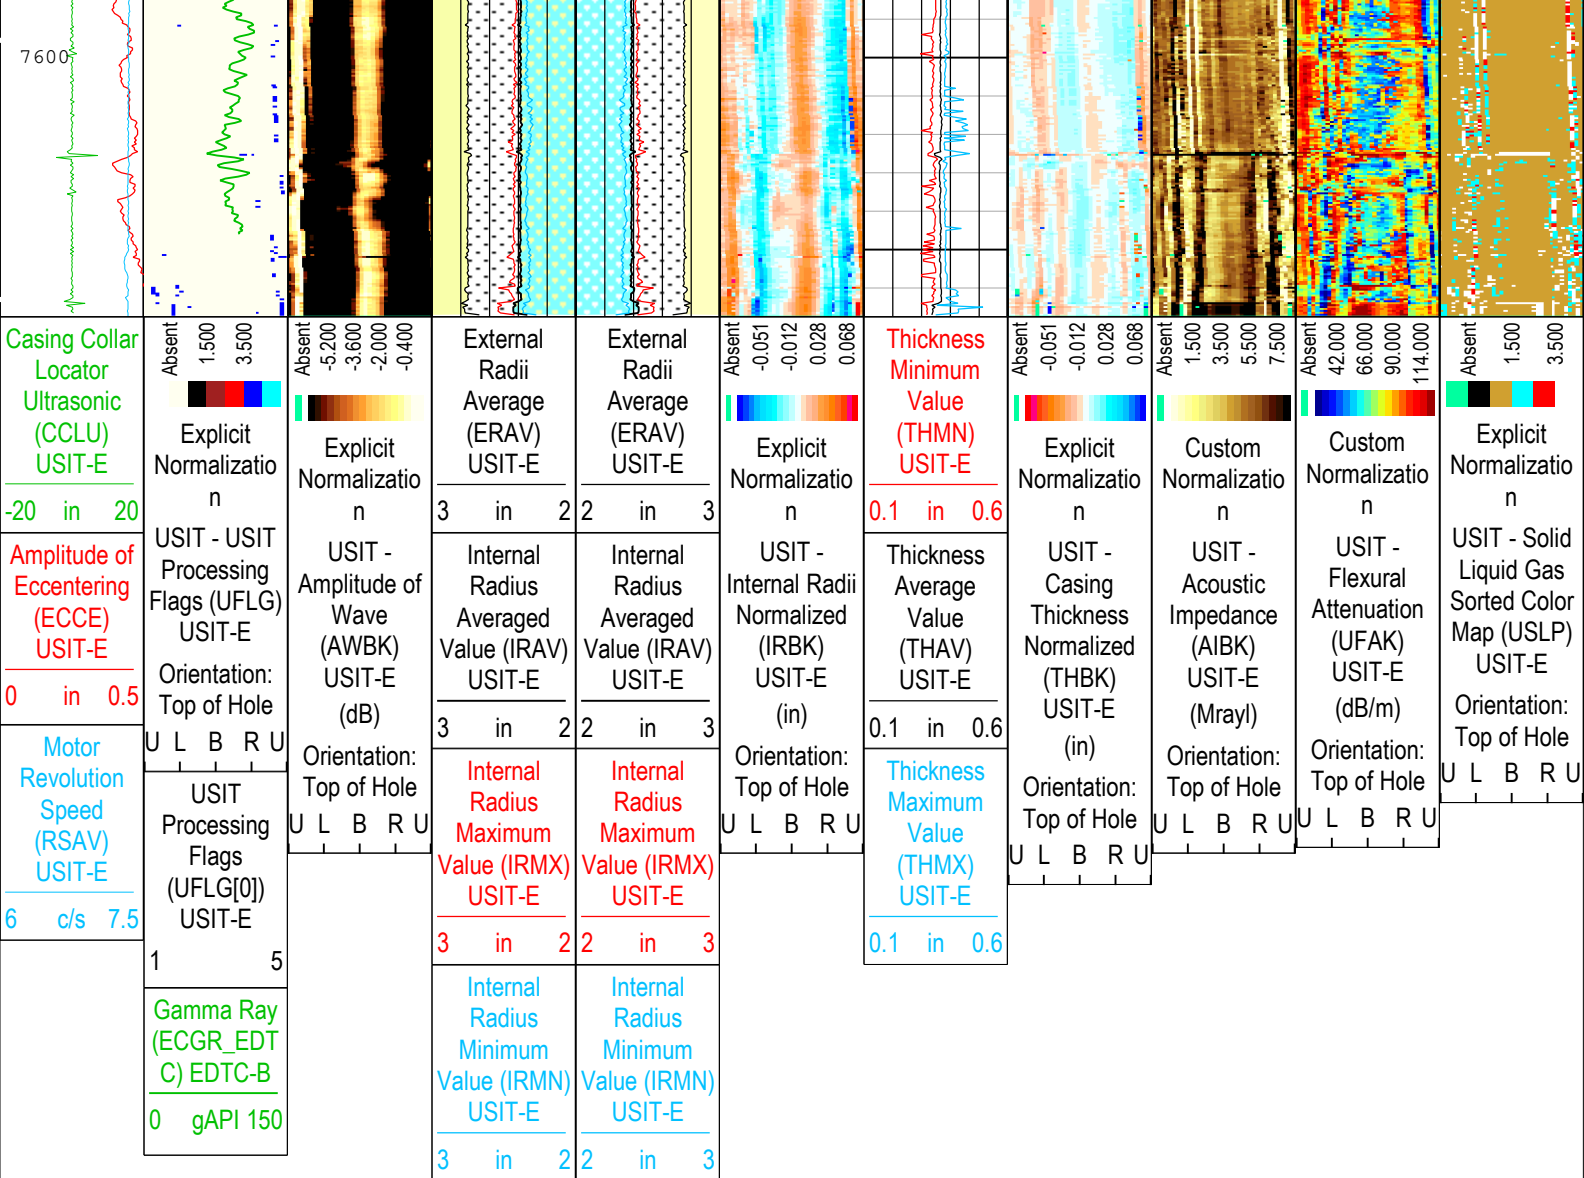 7600
Casing Collar
Locator
Ultrasonic
(CCLU)
USIT-E
-20 in 20
Amplitude of
Eccentering
(ECCE)
USIT-E
0 in 0.5
Motor
Revolution
Speed
(RSAV)
USIT-E
6 c/s 7.5
Absent
1.500
3.500
Explicit
Normalizatio
n
USIT - USIT
Processing
Flags (UFLG)
USIT-E
Orientation:
Top of Hole
U L B R U
USIT
Processing
Flags
(UFLG[0])
USIT-E
1 5
Gamma Ray
(ECGR_EDT
C) EDTC-B
0 gAPI 150
Absent
-5.200
-3.600
-2.000
-0.400
Explicit
Normalizatio
n
USIT -
Amplitude of
Wave
(AWBK)
USIT-E
(dB)
Orientation:
Top of Hole
U L B R U
External
Radii
Average
(ERAV)
USIT-E
3 in 2
Internal
Radius
Averaged
Value (IRAV)
USIT-E
3 in 2
Internal
Radius
Maximum
Value (IRMX)
USIT-E
3 in 2
Internal
Radius
Minimum
Value (IRMN)
USIT-E
3 in 2
External
Radii
Average
(ERAV)
USIT-E
2 in 3
Internal
Radius
Averaged
Value (IRAV)
USIT-E
2 in 3
Internal
Radius
Maximum
Value (IRMX)
USIT-E
2 in 3
Internal
Radius
Minimum
Value (IRMN)
USIT-E
2 in 3
Absent
-0.051
-0.012
0.028
0.068
Explicit
Normalizatio
n
USIT -
Internal Radii
Normalized
(IRBK)
USIT-E
(in)
Orientation:
Top of Hole
U L B R U
Thickness
Minimum
Value
(THMN)
USIT-E
0.1 in 0.6
Thickness
Average
Value
(THAV)
USIT-E
0.1 in 0.6
Thickness
Maximum
Value
(THMX)
USIT-E
0.1 in 0.6
Absent
-0.051
-0.012
0.028
0.068
Explicit
Normalizatio
n
USIT -
Casing
Thickness
Normalized
(THBK)
USIT-E
(in)
Orientation:
Top of Hole
U L B R U
Absent
1.500
3.500
5.500
7.500
Custom
Normalizatio
n
USIT -
Acoustic
Impedance
(AIBK)
USIT-E
(Mrayl)
Orientation:
Top of Hole
U L B R U
Absent
42.000
66.000
90.000
114.000
Custom
Normalizatio
n
USIT -
Flexural
Attenuation
(UFAK)
USIT-E
(dB/m)
Orientation:
Top of Hole
U L B R U
Absent
1.500
3.500
Explicit
Normalizatio
n
USIT - Solid
Liquid Gas
Sorted Color
Map (USLP)
USIT-E
Orientation:
Top of Hole
U L B R U